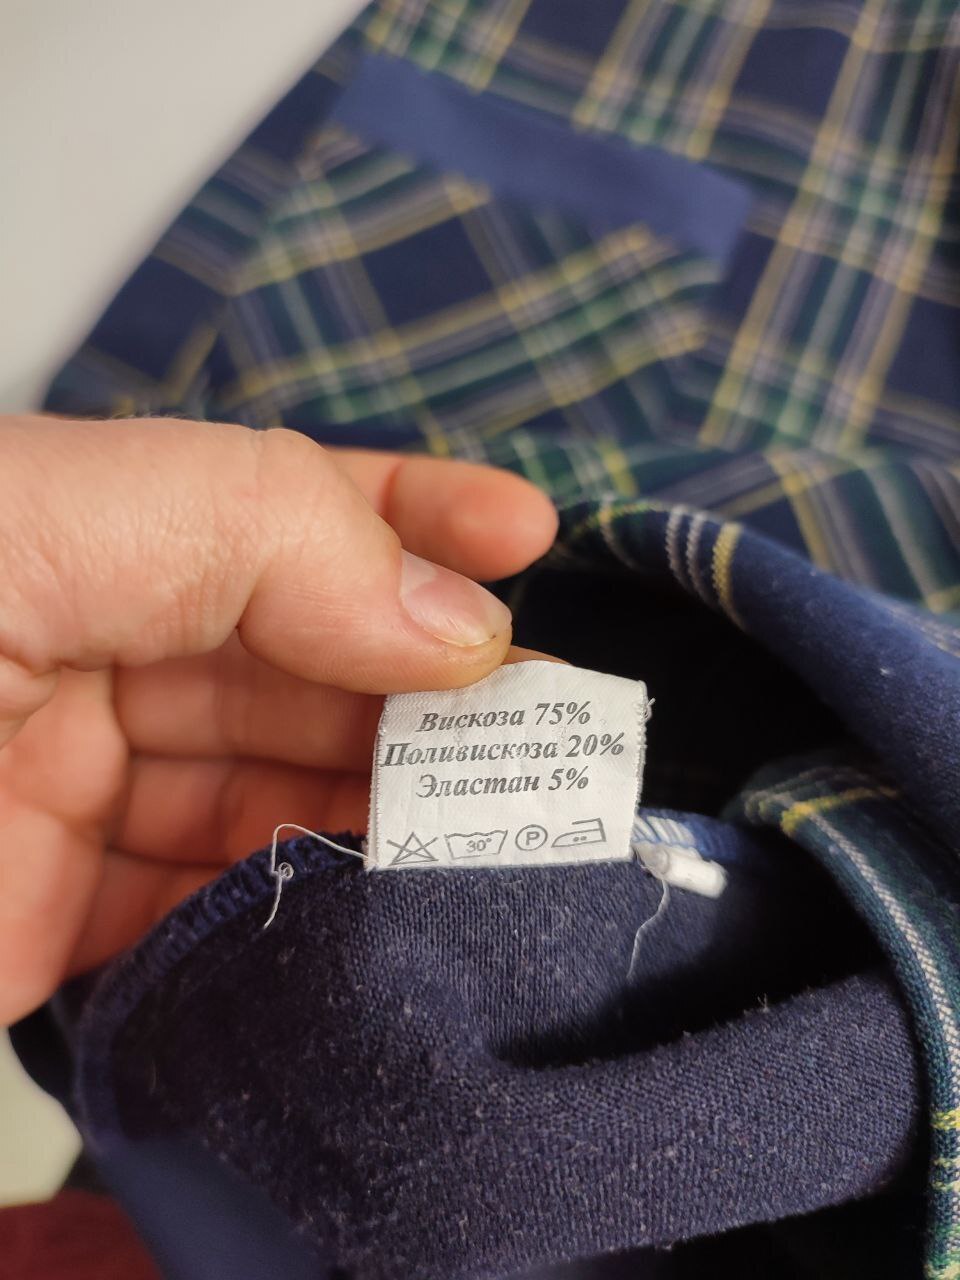 Вискоза 75%
Поливискоза 20%
Эластан 5%
30° P